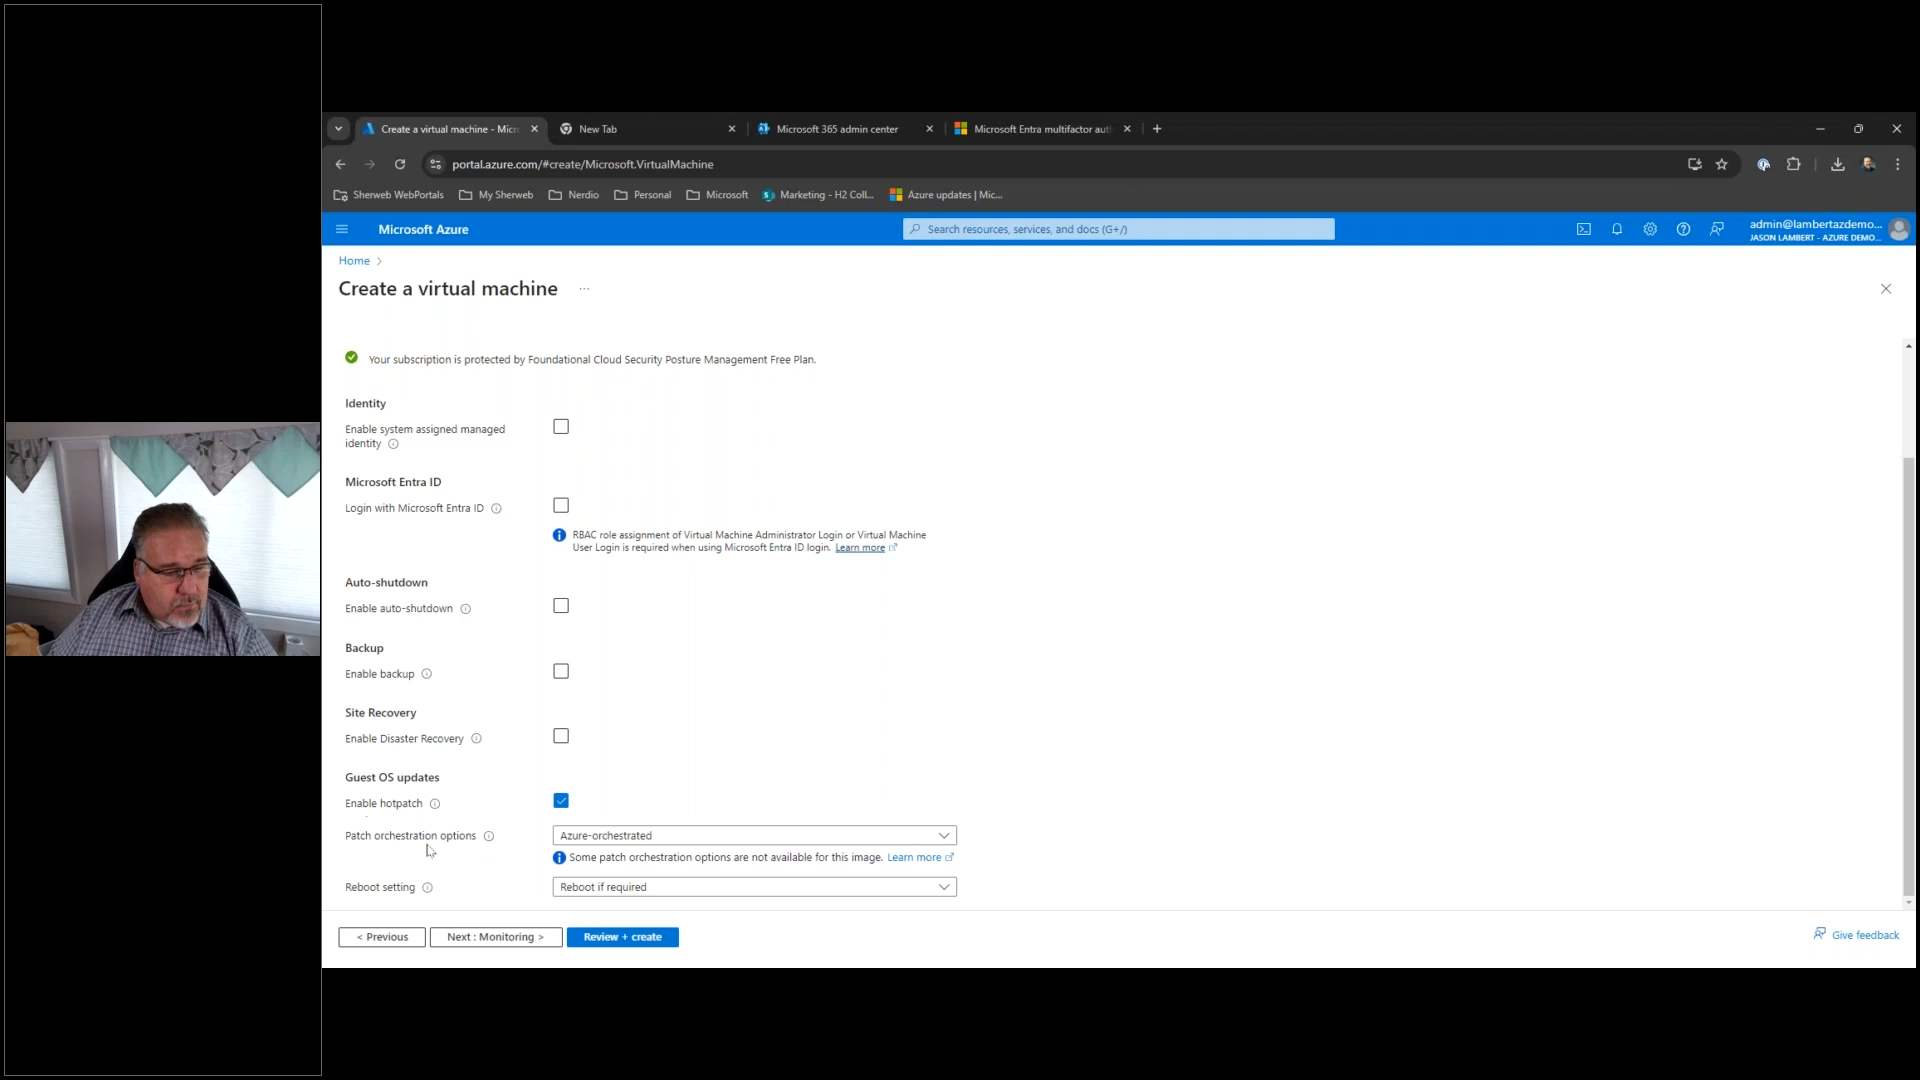 Create a virtual machine - Micr
New Tab
Microsoft 365 admin center
Microsoft Entra multifactor aut
portal.azure.com/#create/Microsoft.VirtualMachine
Sherweb WebPortals
My Sherweb
Nerdio
Personal
Microsoft
Marketing - H2 Coll...
Azure updates | Mic...
Microsoft Azure
Search resources, services, and docs (G+/)
admin@lambertazdemo...
JASON LAMBERT - AZURE DEMO...
Home >
Create a virtual machine ...
Your subscription is protected by Foundational Cloud Security Posture Management Free Plan.
Identity
Enable system assigned managed
identity
Microsoft Entra ID
Login with Microsoft Entra ID
RBAC role assignment of Virtual Machine Administrator Login or Virtual Machine
User Login is required when using Microsoft Entra ID login. Learn more
Auto-shutdown
Enable auto-shutdown
Backup
Enable backup
Site Recovery
Enable Disaster Recovery
Guest OS updates
Enable hotpatch
Patch orchestration options
Azure-orchestrated
Some patch orchestration options are not available for this image. Learn more
Reboot setting
Reboot if required
< Previous
Next : Monitoring >
Review + create
Give feedback